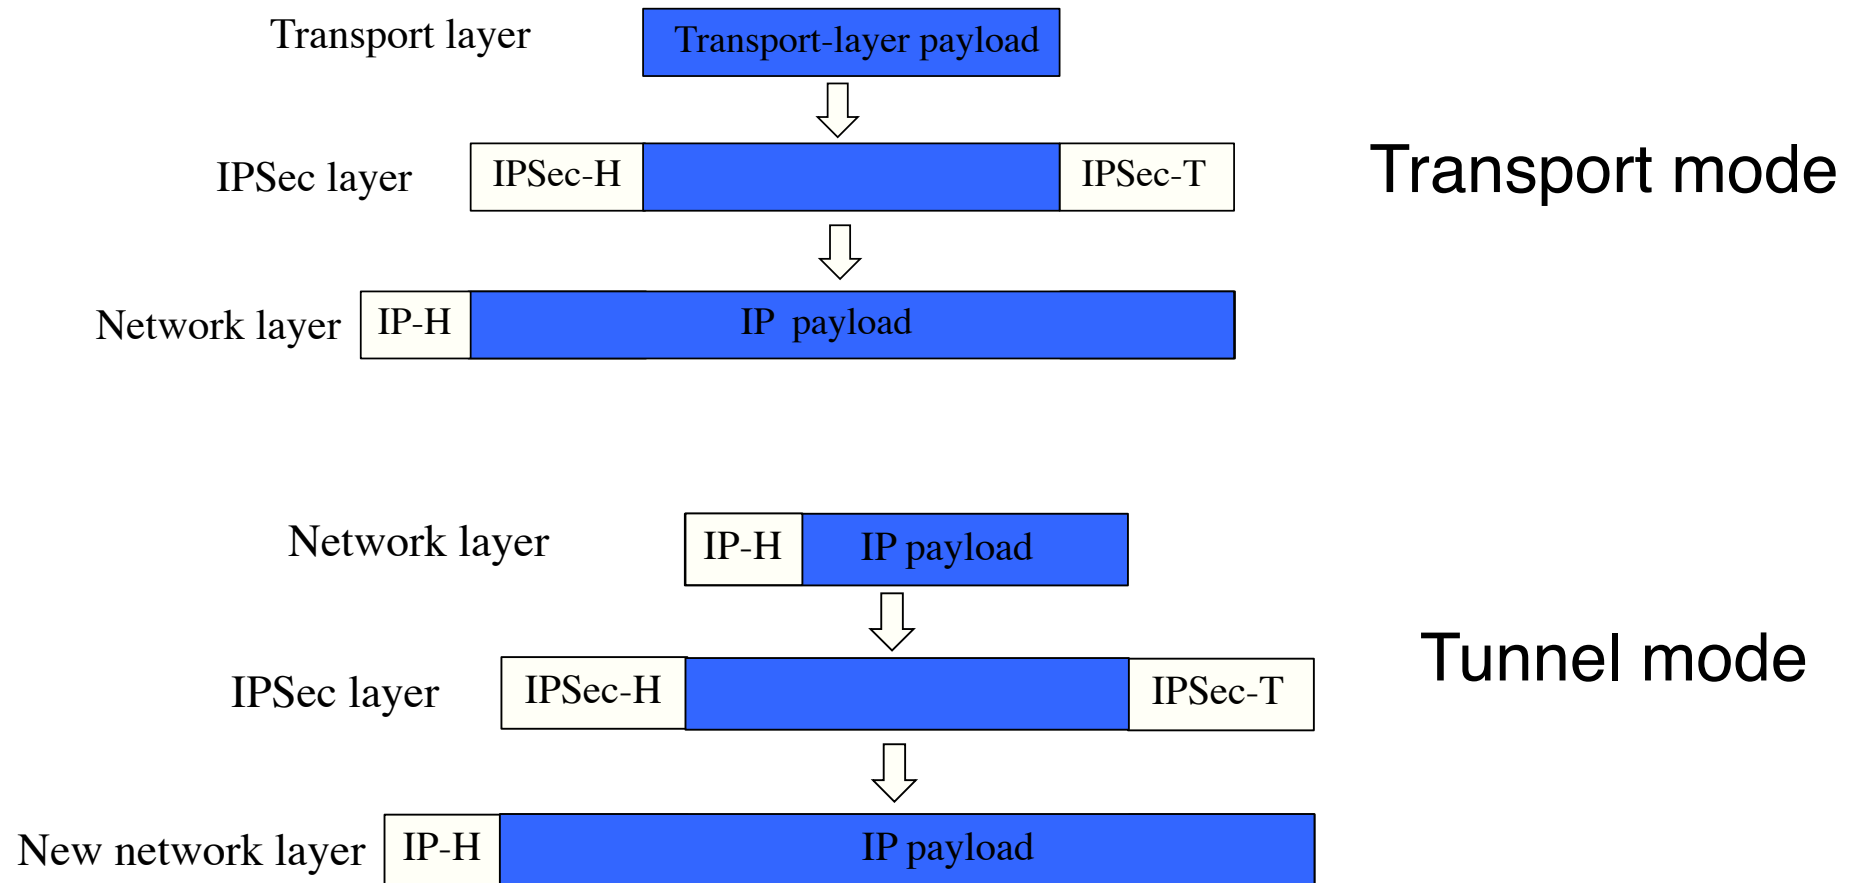 Transport layer
Transport-layer payload
IPSec layer
IPSec-H
IPSec-T
Transport mode
Network layer
IP-H
IP payload
Network layer
IP-H
IP payload
IPSec layer
IPSec-H
IPSec-T
Tunnel mode
New network layer
IP-H
IP payload